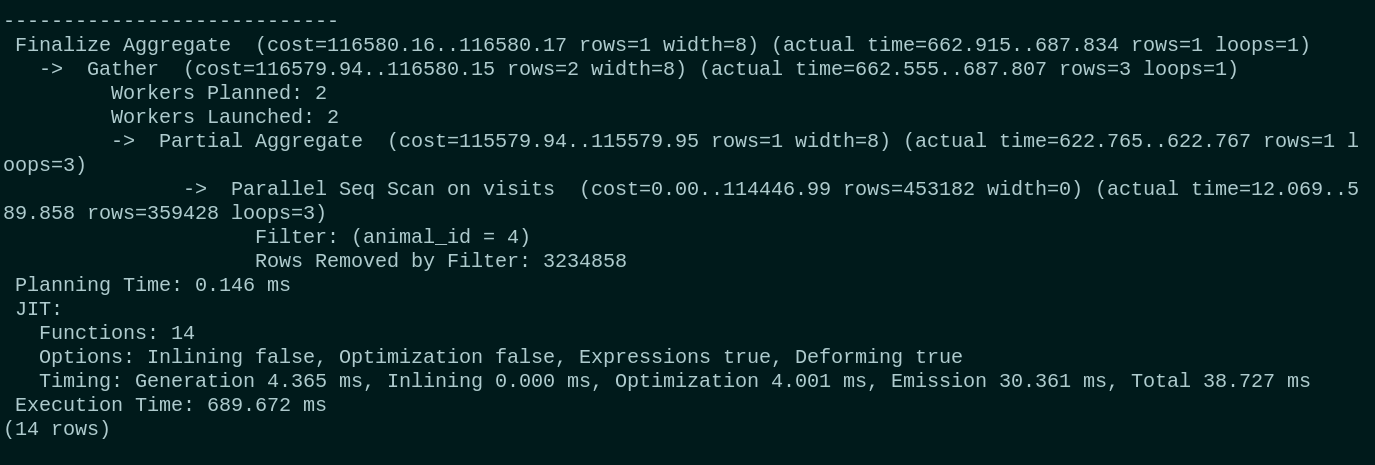 ----------------------------
 Finalize Aggregate  (cost=116580.16..116580.17 rows=1 width=8) (actual time=662.915..687.834 rows=1 loops=1)
   ->  Gather  (cost=116579.94..116580.15 rows=2 width=8) (actual time=662.555..687.807 rows=3 loops=1)
         Workers Planned: 2
         Workers Launched: 2
         ->  Partial Aggregate  (cost=115579.94..115579.95 rows=1 width=8) (actual time=622.765..622.767 rows=1 l
oops=3)
               ->  Parallel Seq Scan on visits  (cost=0.00..114446.99 rows=453182 width=0) (actual time=12.069..5
89.858 rows=359428 loops=3)
                     Filter: (animal_id = 4)
                     Rows Removed by Filter: 3234858
 Planning Time: 0.146 ms
 JIT:
   Functions: 14
   Options: Inlining false, Optimization false, Expressions true, Deforming true
   Timing: Generation 4.365 ms, Inlining 0.000 ms, Optimization 4.001 ms, Emission 30.361 ms, Total 38.727 ms
 Execution Time: 689.672 ms
(14 rows)